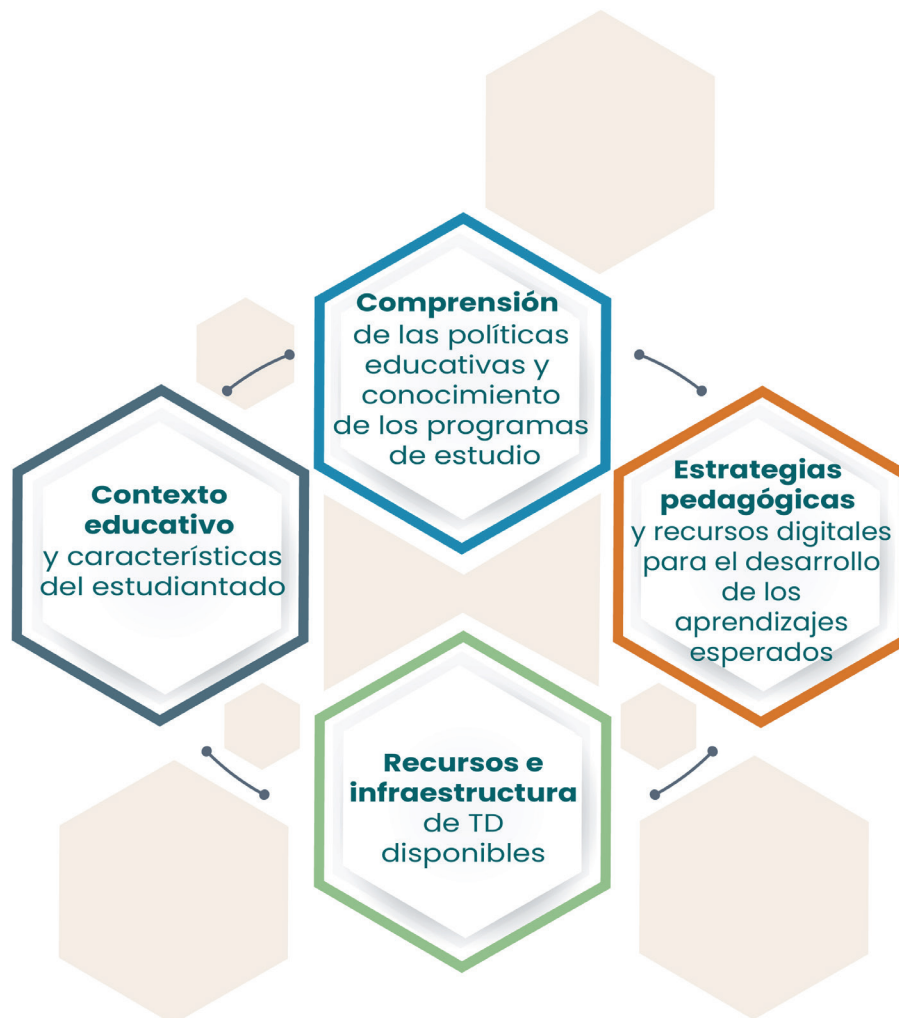 Comprensión
de las políticas
educativas y
conocimiento
de los programas
de estudio
Contexto
educativo
y características
del estudiantado
Estrategias
pedagógicas
y recursos digitales
para el desarrollo
de los
aprendizajes
esperados
Recursos e
infraestructura
de TD
disponibles